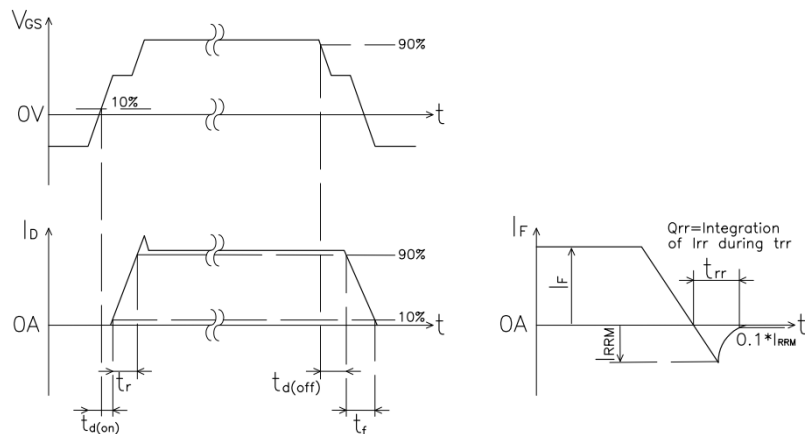 VGS
90%
10%
0V
t
ID
90%
10%
0A
t
tr
td(off)
td(on)
tf
Qrr=Integration
of Irr during trr
IF
trr
IF
0A
t
IRRM
0.1*IRRM